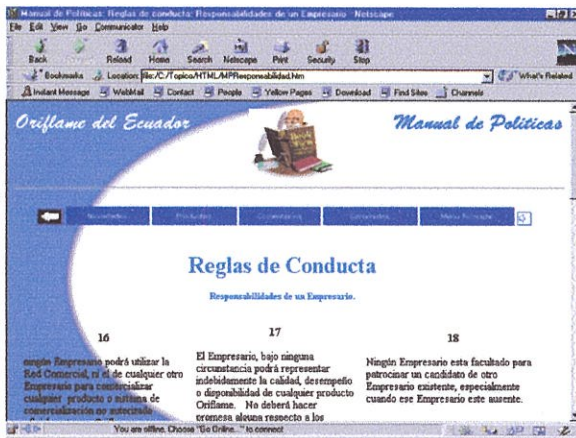 Manual de Políticas: Reglas de conducta: Responsabilidades de un Empresario - Netscape
File Edit View Go Communicator Help
Back Reload Home Search Netscape Print Security Stop
Bookmarks Location: file:/C:/Topico/HTML/MPResponsabilidad.htm What's Related
Instant Message WebMail Contact People Yellow Pages Download Find Sites Channels
Oriflame del Ecuador
Manual de Políticas
Novedades Productos Comentarios Generales Menú Principal
Reglas de Conducta
Responsabilidades de un Empresario.
16
ningún Empresario podrá utilizar la
Red Comercial, ni el de cualquier otro
Empresario para comercializar
cualquier producto o sistema de
comercialización no autorizado
17
El Empresario, bajo ninguna
circunstancia podrá representar
indebidamente la calidad, desempeño
o disponibilidad de cualquier producto
Oriflame. No deberá hacer
promesa alguna respecto a los
18
Ningún Empresario esta facultado para
patrocinar un candidato de otro
Empresario existente, especialmente
cuando ese Empresario este ausente.
You are offline. Choose "Go Online..." to connect